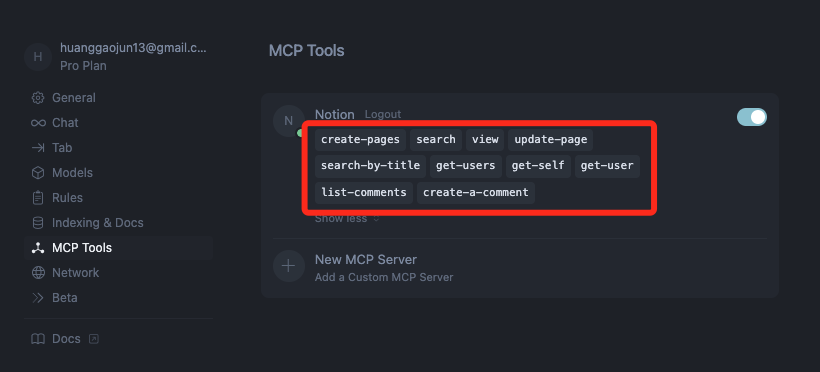 MCP Tools
H
huanggaojun13@gmail.c...
Pro Plan
General
Chat
Tab
Models
Rules
Indexing & Docs
MCP Tools
Network
Beta
Docs
N
Notion Logout
create-pages search view update-page
search-by-title get-users get-self get-user
list-comments create-a-comment
Show less
New MCP Server
Add a Custom MCP Server